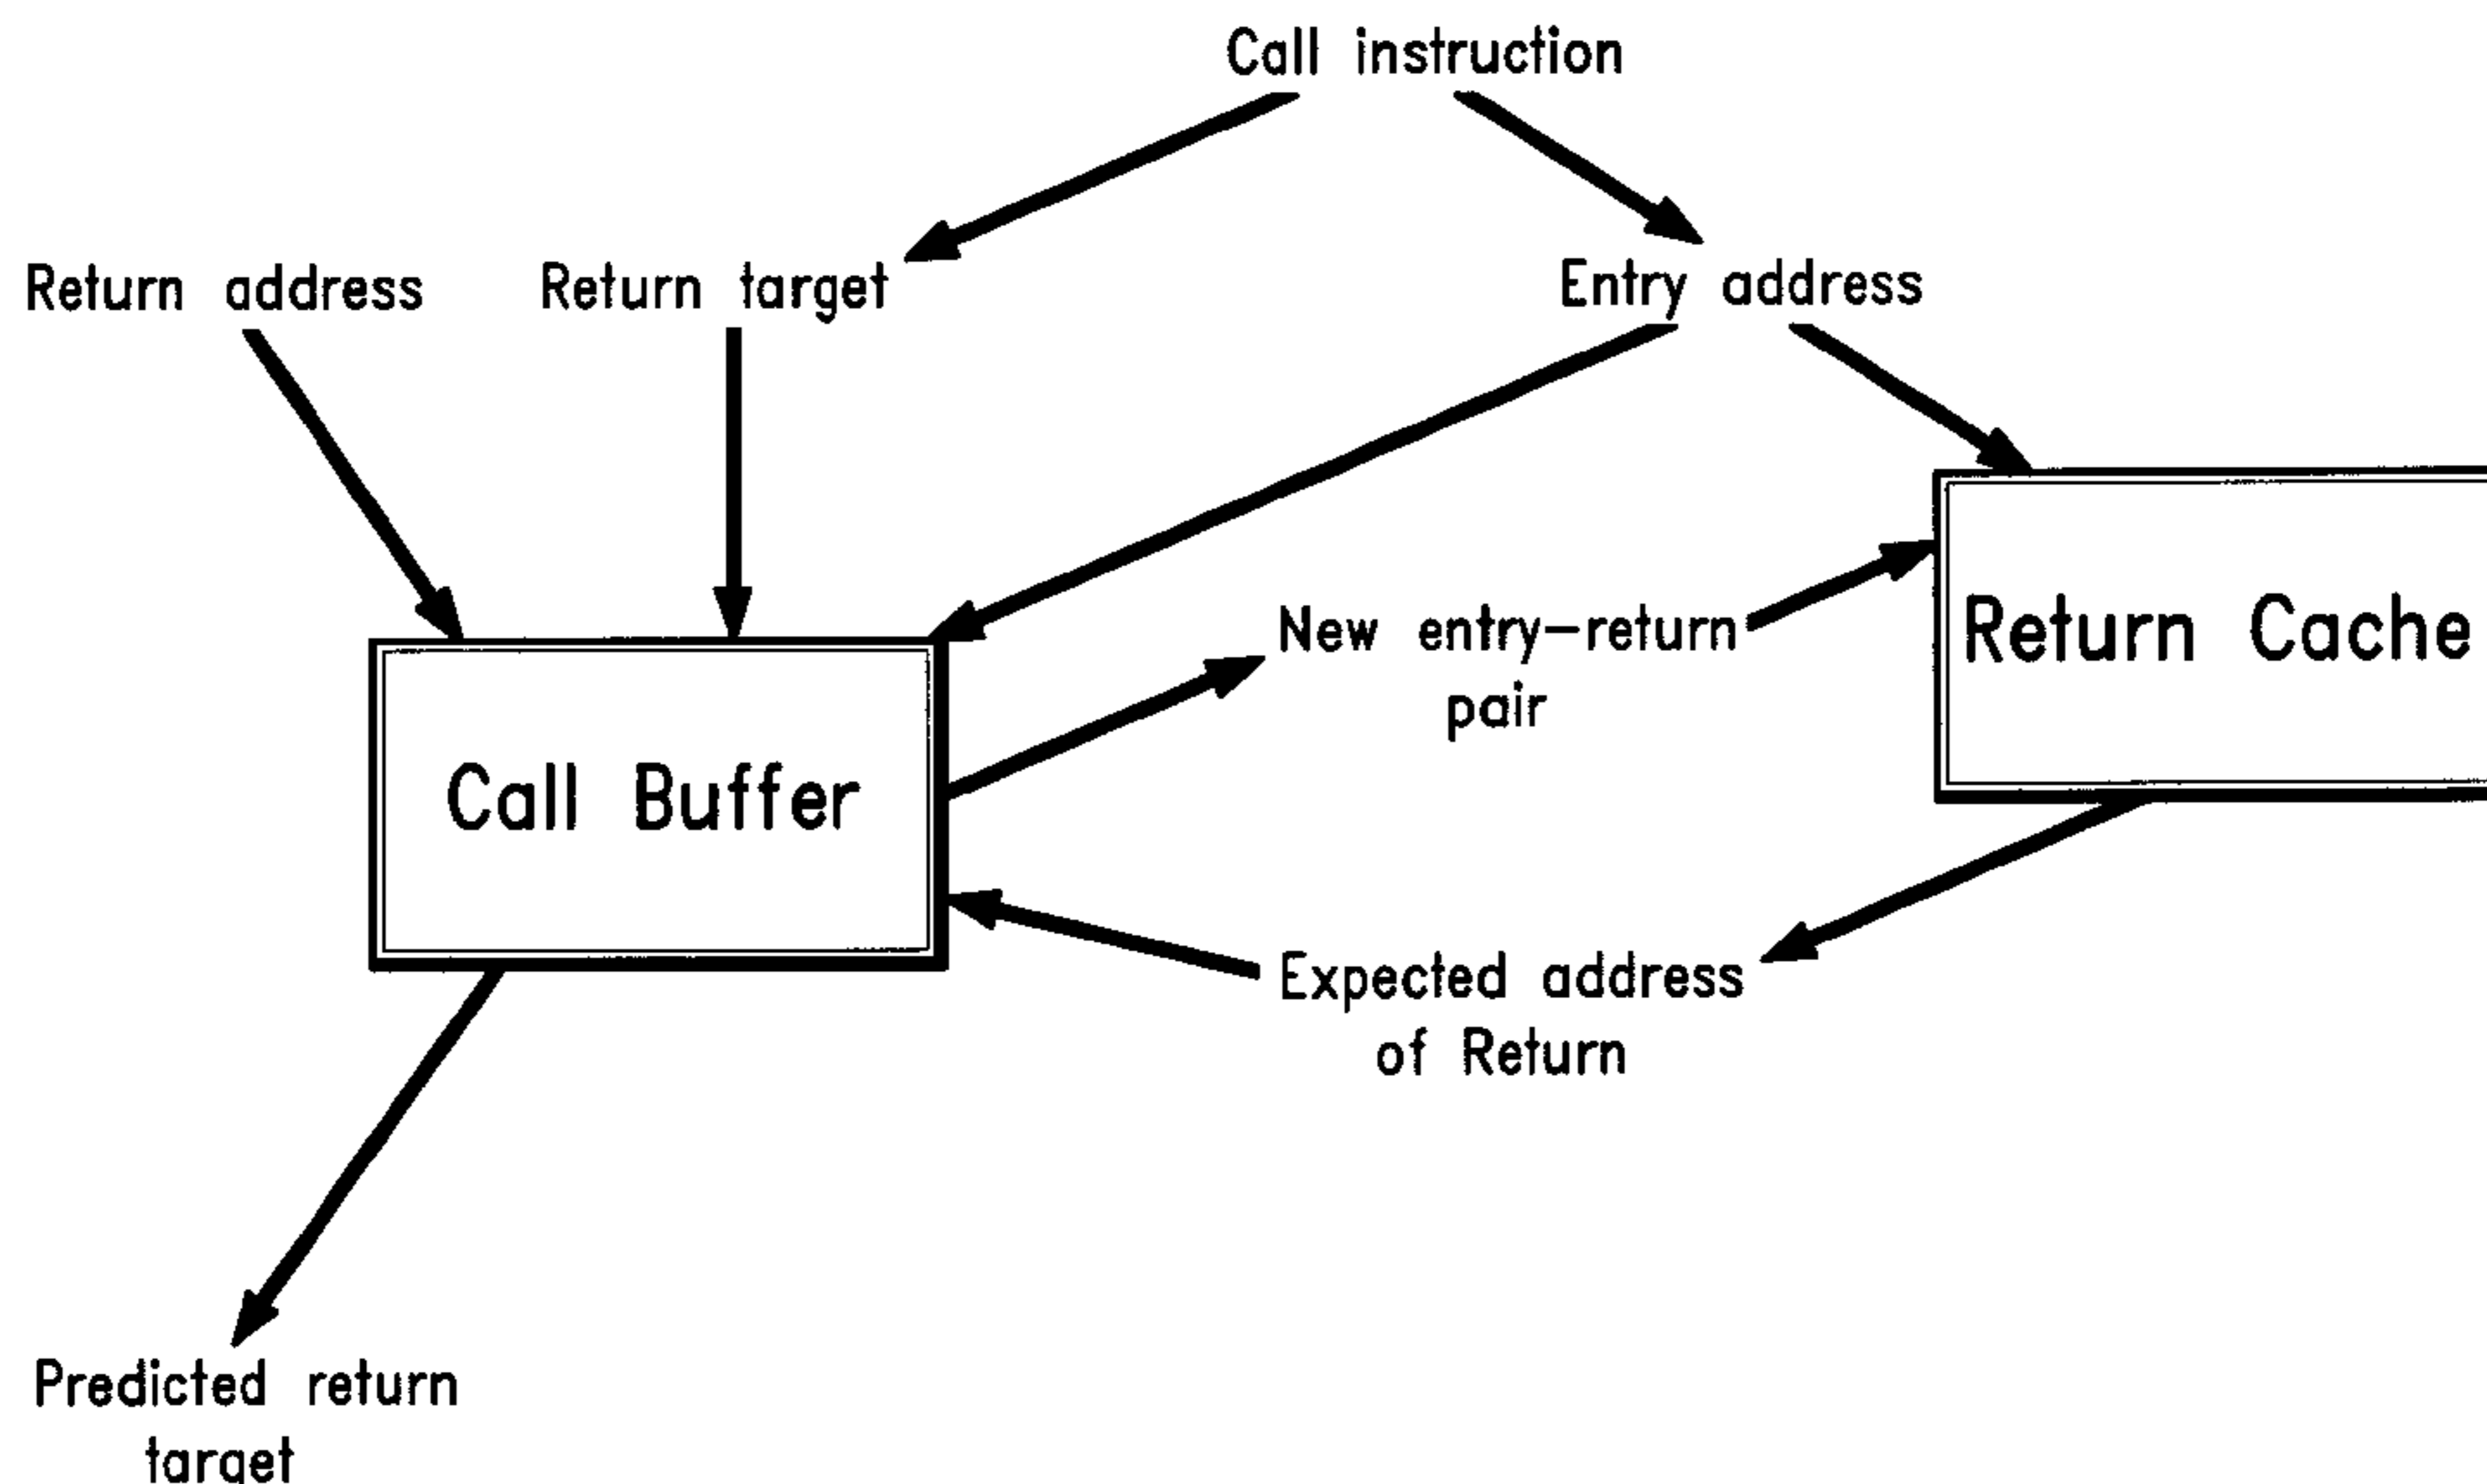 Call instruction
Return address
Return target
Entry address
New entry-return
pair
Return Cache
Call Buffer
Expected address
of Return
Predicted return
target